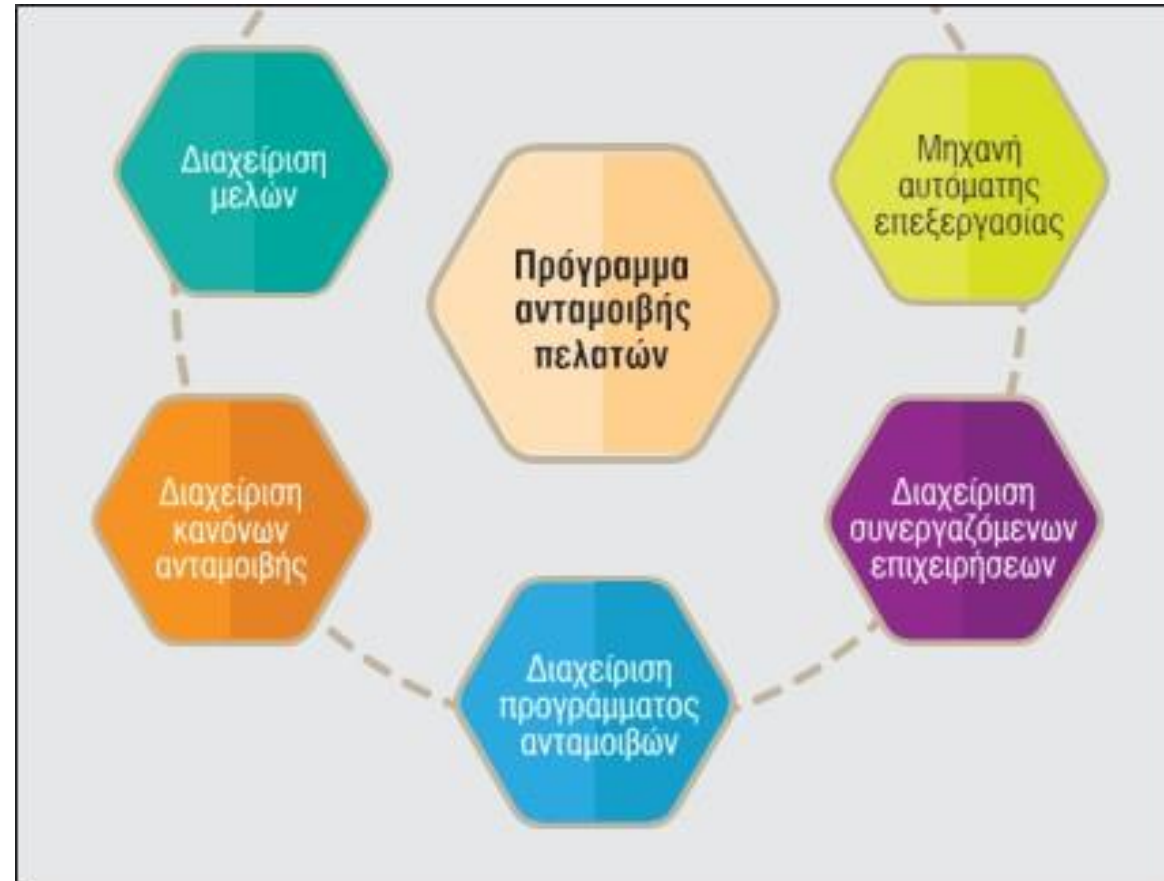 Διαχείριση
μελών
Μηχανή
αυτόματης
επεξεργασίας
Πρόγραμμα
ανταμοιβής
πελατών
Διαχείριση
κανόνων
ανταμοιβής
Διαχείριση
συνεργαζόμενων
επιχειρήσεων
Διαχείριση
προγράμματος
ανταμοιβών